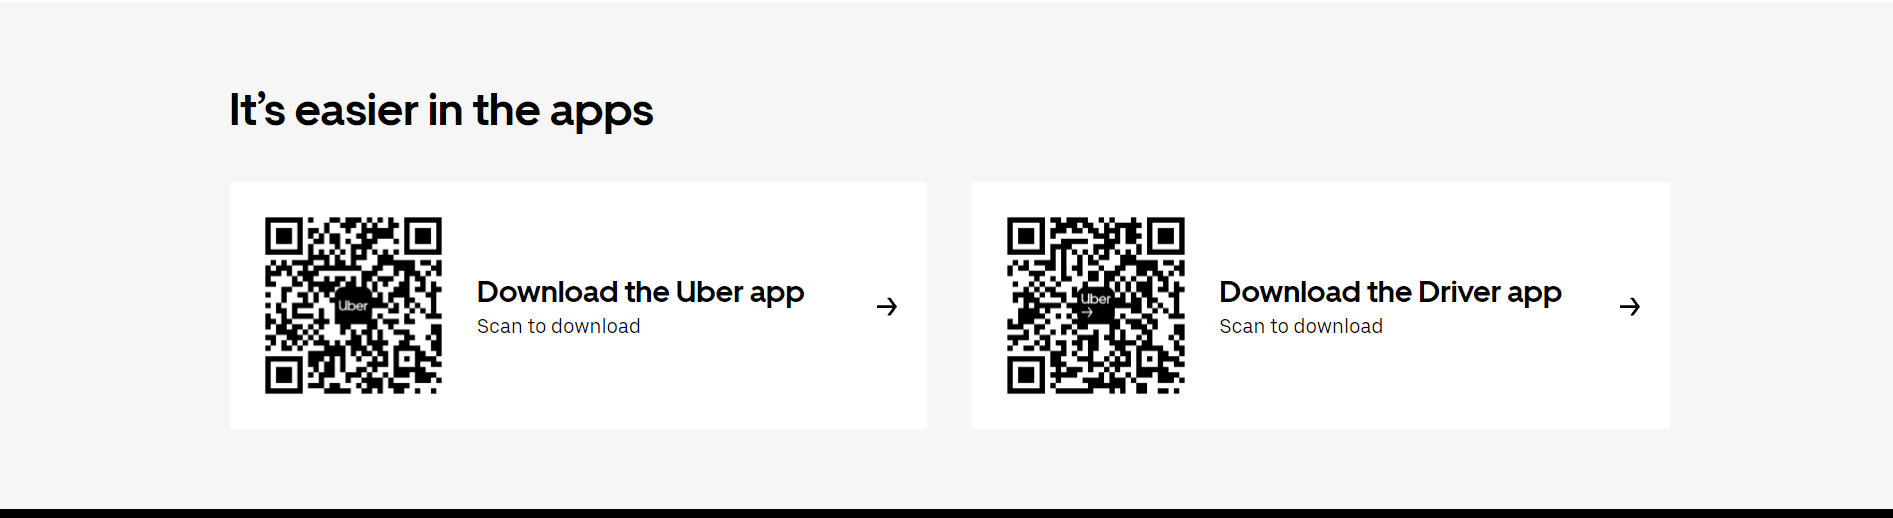 It’s easier in the apps
Uber
Download the Uber app
Scan to download
→
Uber
→
Download the Driver app
Scan to download
→